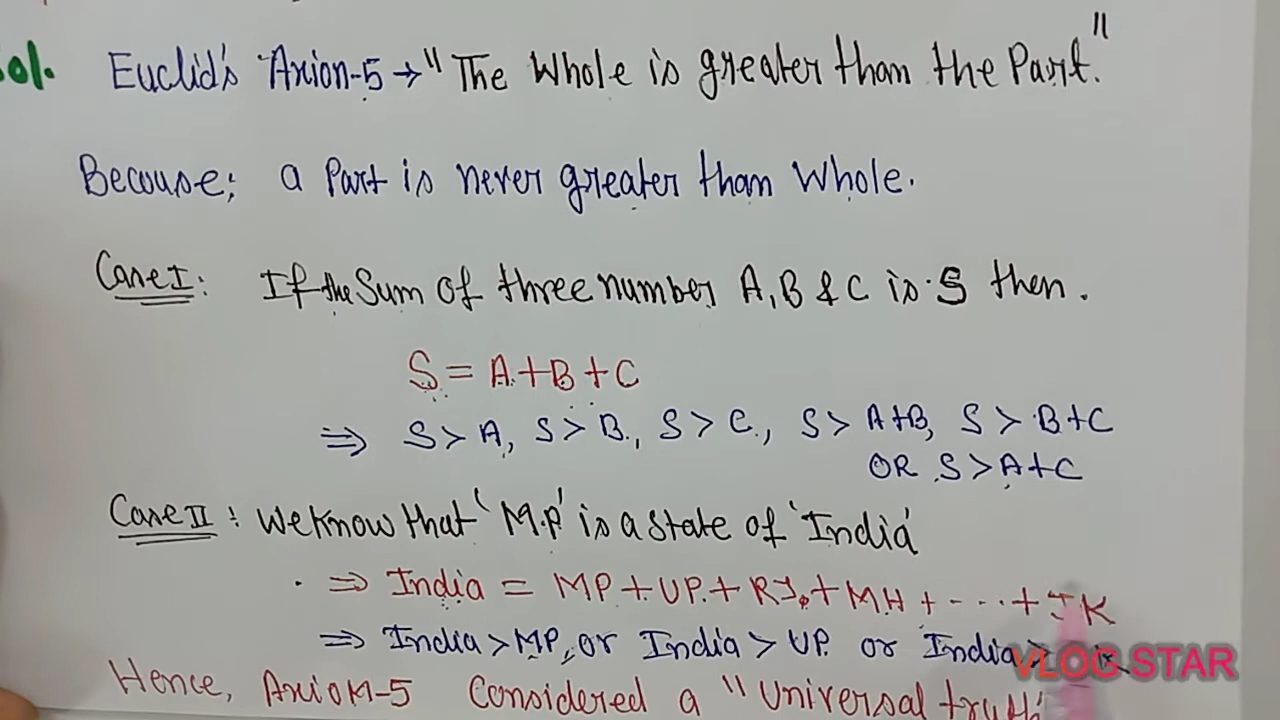 Sol.
Euclid's Axion-5 → "The Whole is greater than the Part."
Because; a Part is never greater than Whole.
Case I : If the Sum of three number A, B & C is S then.
S = A + B + C
⇒ S > A, S > B, S > C, S > A+B, S > B+C
OR S > A+C
Case II : We Know that 'M.P' is a state of 'India'
⇒ India = MP + UP + RJ + MH + ---- + JK
⇒ India > MP, or India > UP or India >
VLOG STAR
Hence, Axiom-5 Considered a "Universal truth